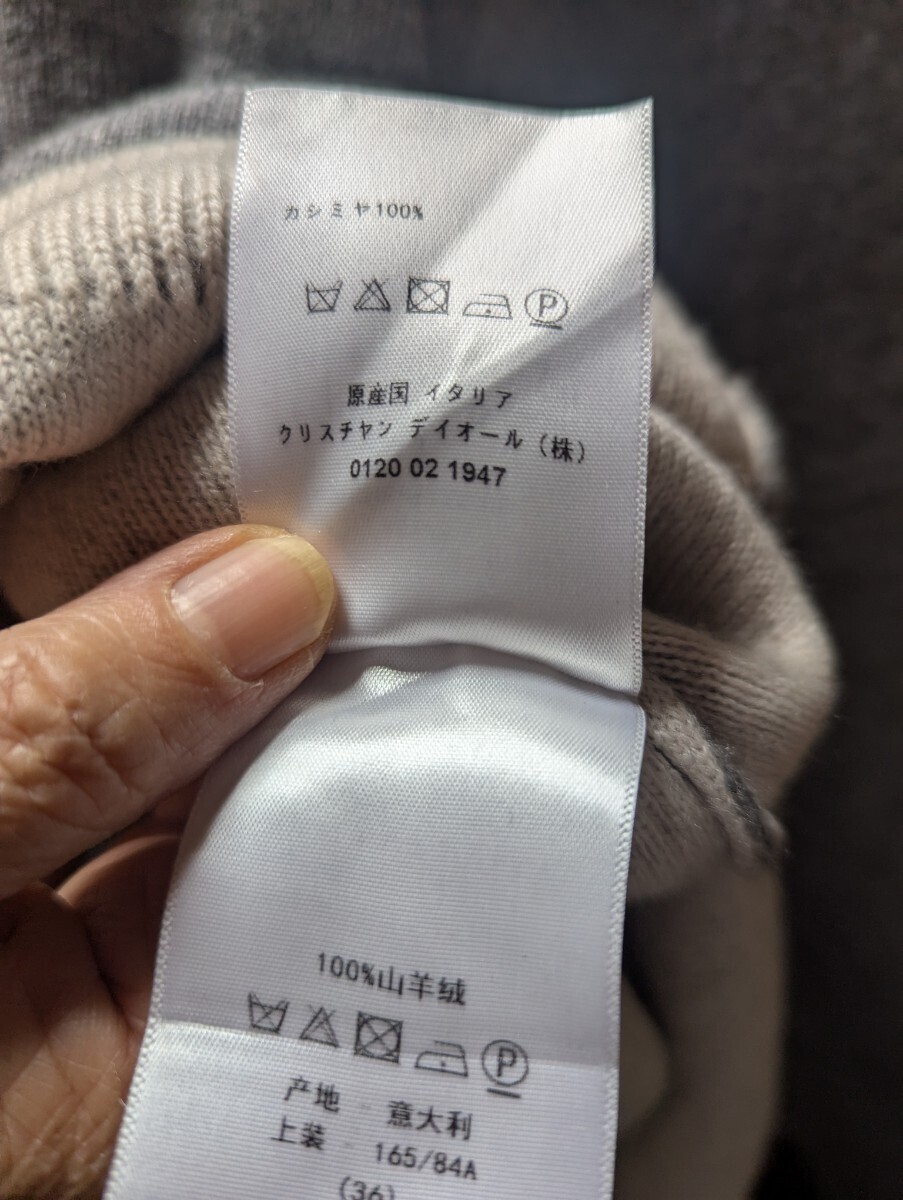 カシミヤ100%
原産国 イタリア
クリスチャン デイオール(株)
0120 02 1947
100%山羊绒
产地 - 意大利
上装 - 165/84A
(36)